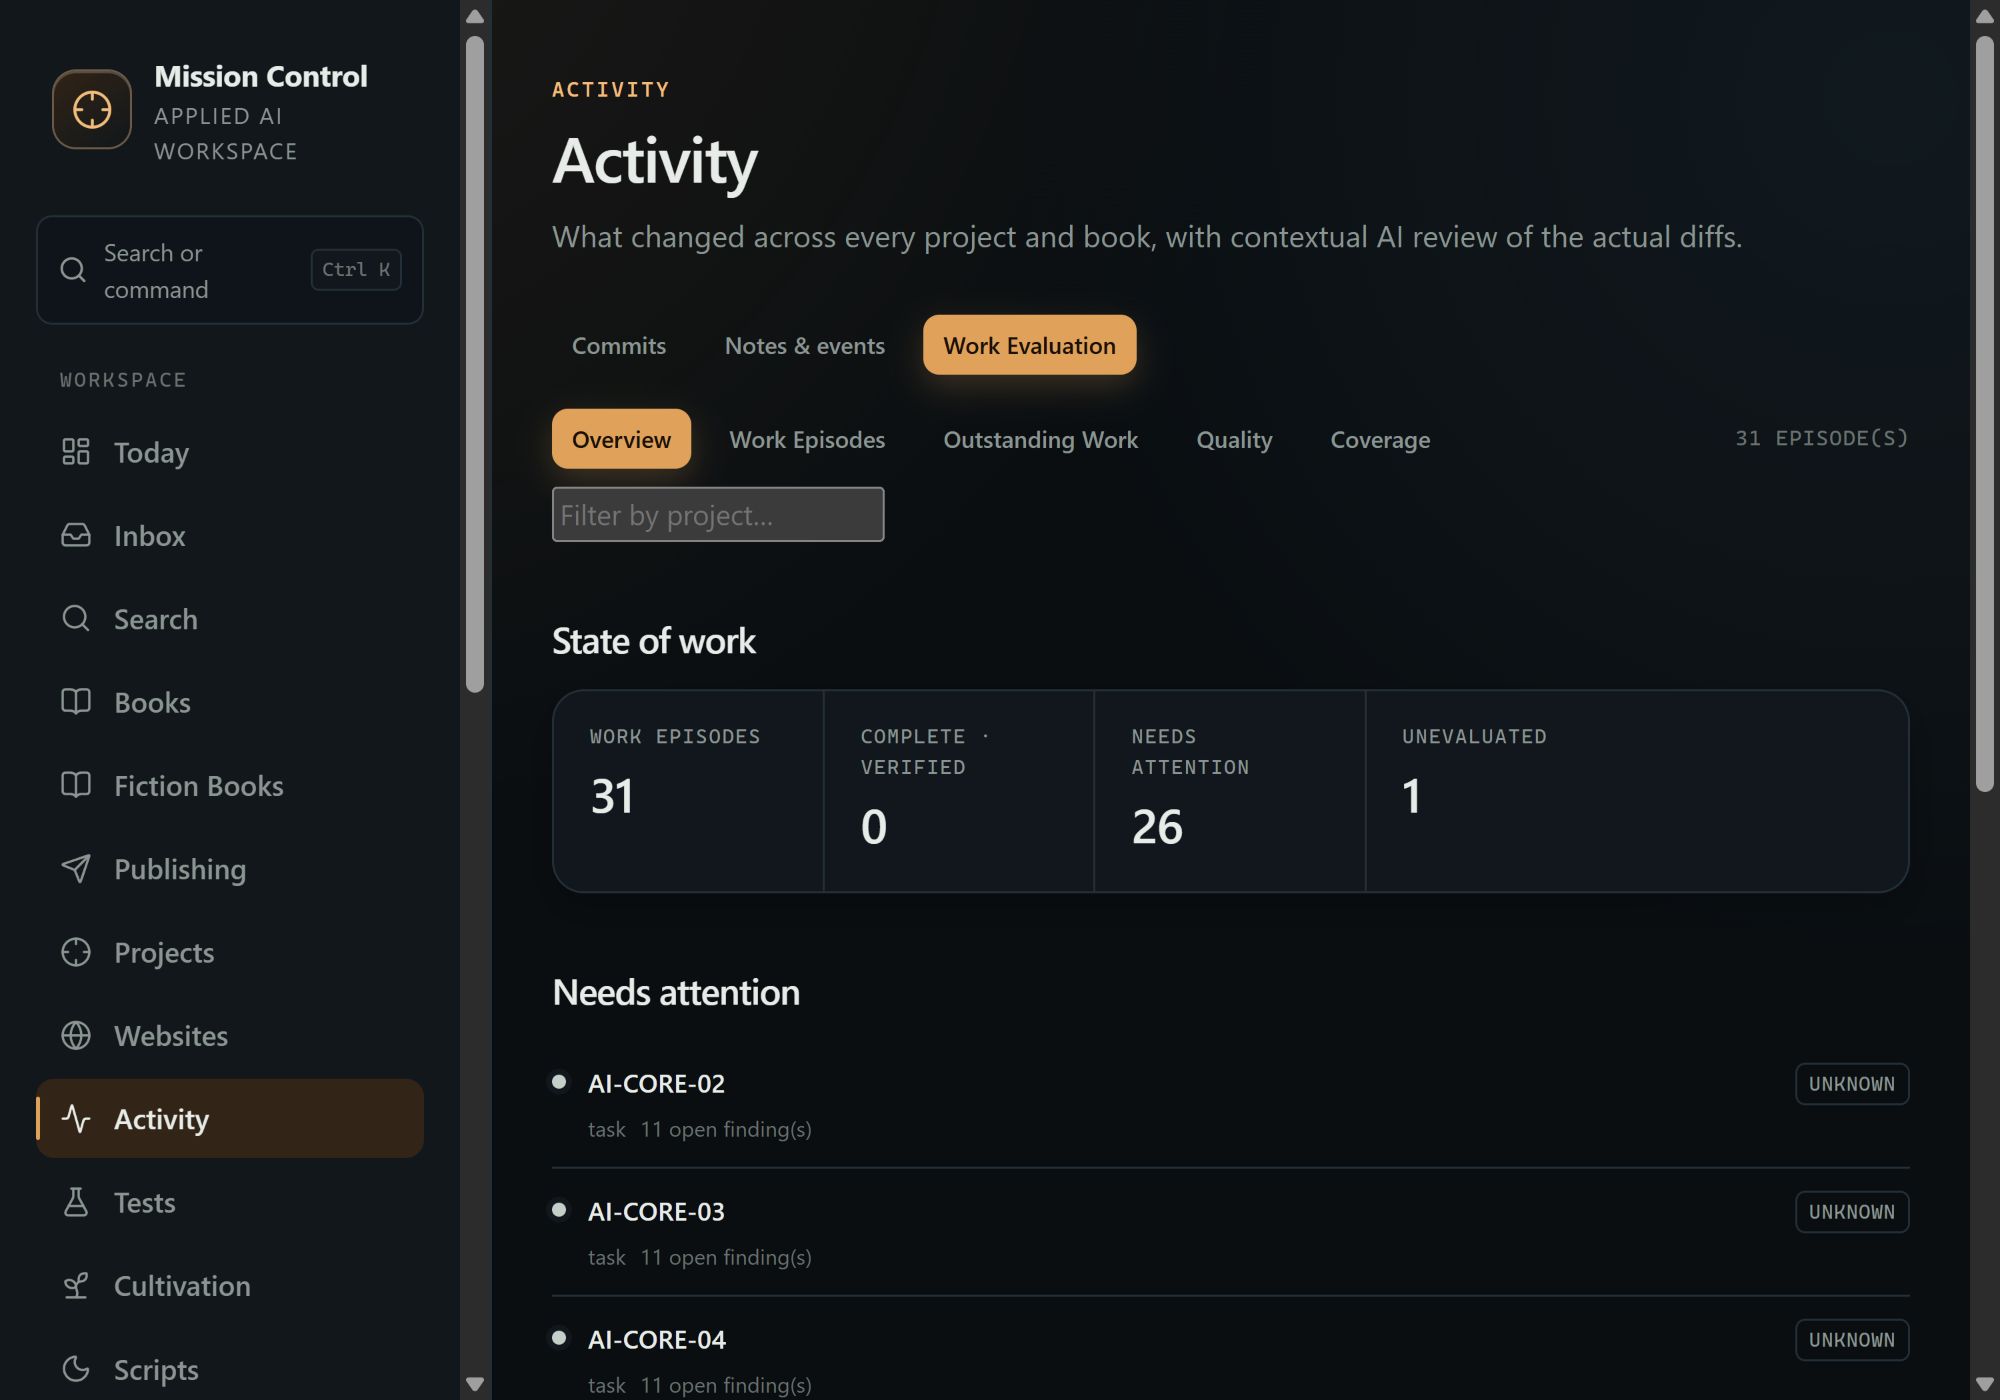 Mission Control
APPLIED AI
WORKSPACE
Search or
command
Ctrl K
WORKSPACE
Today
Inbox
Search
Books
Fiction Books
Publishing
Projects
Websites
Activity
Tests
Cultivation
Scripts
ACTIVITY
Activity
What changed across every project and book, with contextual AI review of the actual diffs.
Commits Notes & events Work Evaluation
Overview Work Episodes Outstanding Work Quality Coverage 31 EPISODE(S)
Filter by project...
State of work
WORK EPISODES
31
COMPLETE ·
VERIFIED
0
NEEDS
ATTENTION
26
UNEVALUATED
1
Needs attention
AI-CORE-02 UNKNOWN
task 11 open finding(s)
AI-CORE-03 UNKNOWN
task 11 open finding(s)
AI-CORE-04 UNKNOWN
task 11 open finding(s)